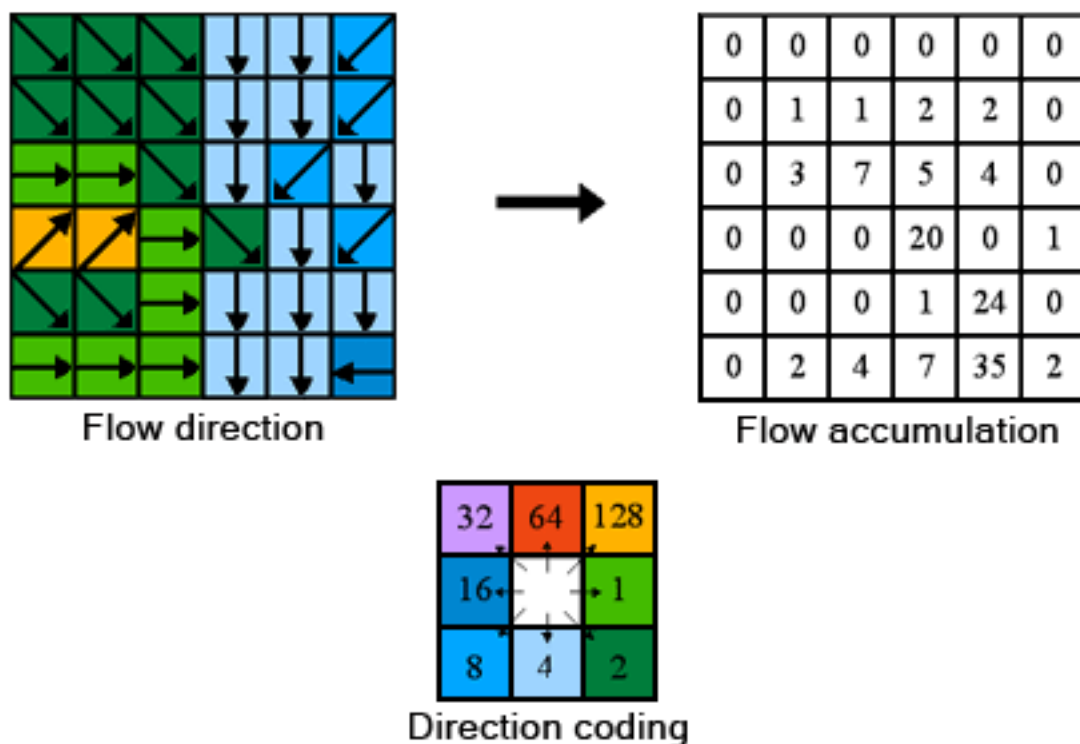 0 0 0 0 0 0
0 1 1 2 2 0
0 3 7 5 4 0
0 0 0 20 0 1
0 0 0 1 24 0
0 2 4 7 35 2
Flow direction
Flow accumulation
32 64 128
16 1
8 4 2
Direction coding